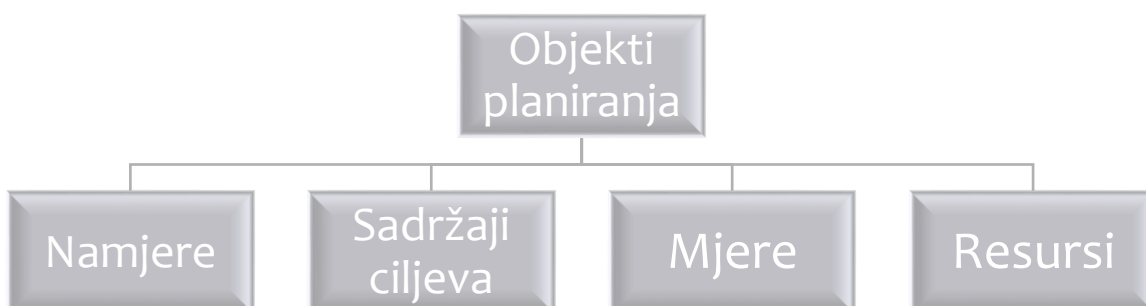 Objekti
planiranja
Namjere
Sadržaji
ciljeva
Mjere
Resursi